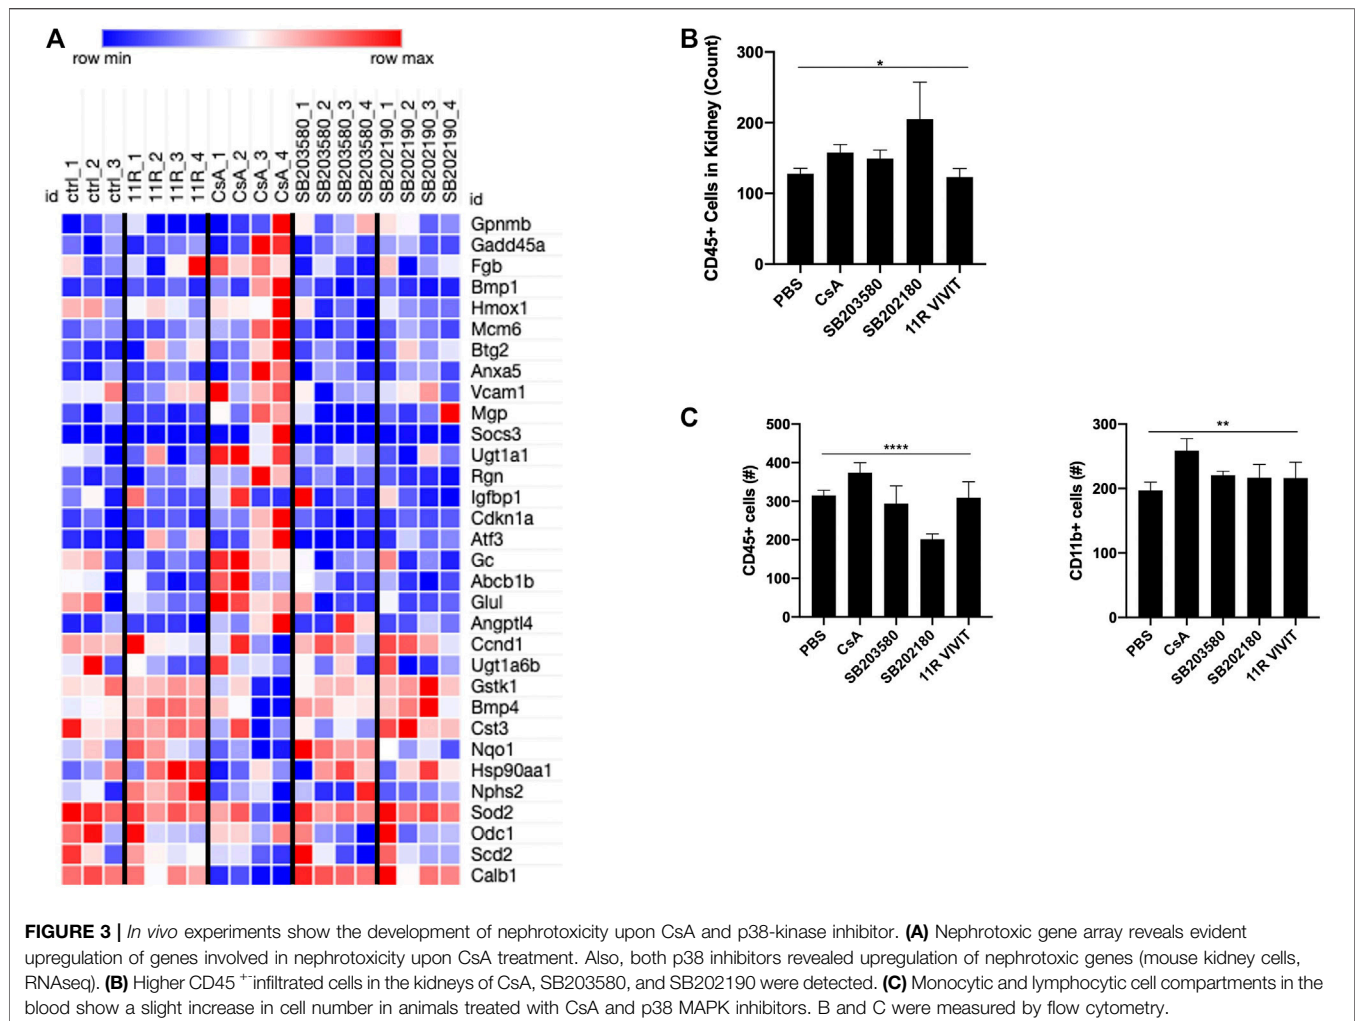 A
row min row max
id ctrl_1 ctrl_2 ctrl_3 11R_1 11R_2 11R_3 11R_4 CsA_1 CsA_2 CsA_3 CsA_4 SB203580_1 SB203580_2 SB203580_3 SB203580_4 SB202190_1 SB202190_2 SB202190_3 SB202190_4 id
Gpnmb
Gadd45a
Fgb
Bmp1
Hmox1
Mcm6
Btg2
Anxa5
Vcam1
Mgp
Socs3
Ugt1a1
Rgn
Igfbp1
Cdkn1a
Atf3
Gc
Abcb1b
Glul
Angptl4
Ccnd1
Ugt1a6b
Gstk1
Bmp4
Cst3
Nqo1
Hsp90aa1
Nphs2
Sod2
Odc1
Scd2
Calb1
B
CD45+ Cells in Kidney (Count)
300
200
100
0
*
PBS CsA SB203580 SB202180 11R VIVIT
C
CD45+ cells (#)
500
400
300
200
100
0
****
PBS CsA SB203580 SB202180 11R VIVIT
CD11b+ cells (#)
300
200
100
0
**
PBS CsA SB203580 SB202180 11R VIVIT
FIGURE 3 | In vivo experiments show the development of nephrotoxicity upon CsA and p38-kinase inhibitor. (A) Nephrotoxic gene array reveals evident
upregulation of genes involved in nephrotoxicity upon CsA treatment. Also, both p38 inhibitors revealed upregulation of nephrotoxic genes (mouse kidney cells,
RNAseq). (B) Higher CD45 +-infiltrated cells in the kidneys of CsA, SB203580, and SB202190 were detected. (C) Monocytic and lymphocytic cell compartments in the
blood show a slight increase in cell number in animals treated with CsA and p38 MAPK inhibitors. B and C were measured by flow cytometry.